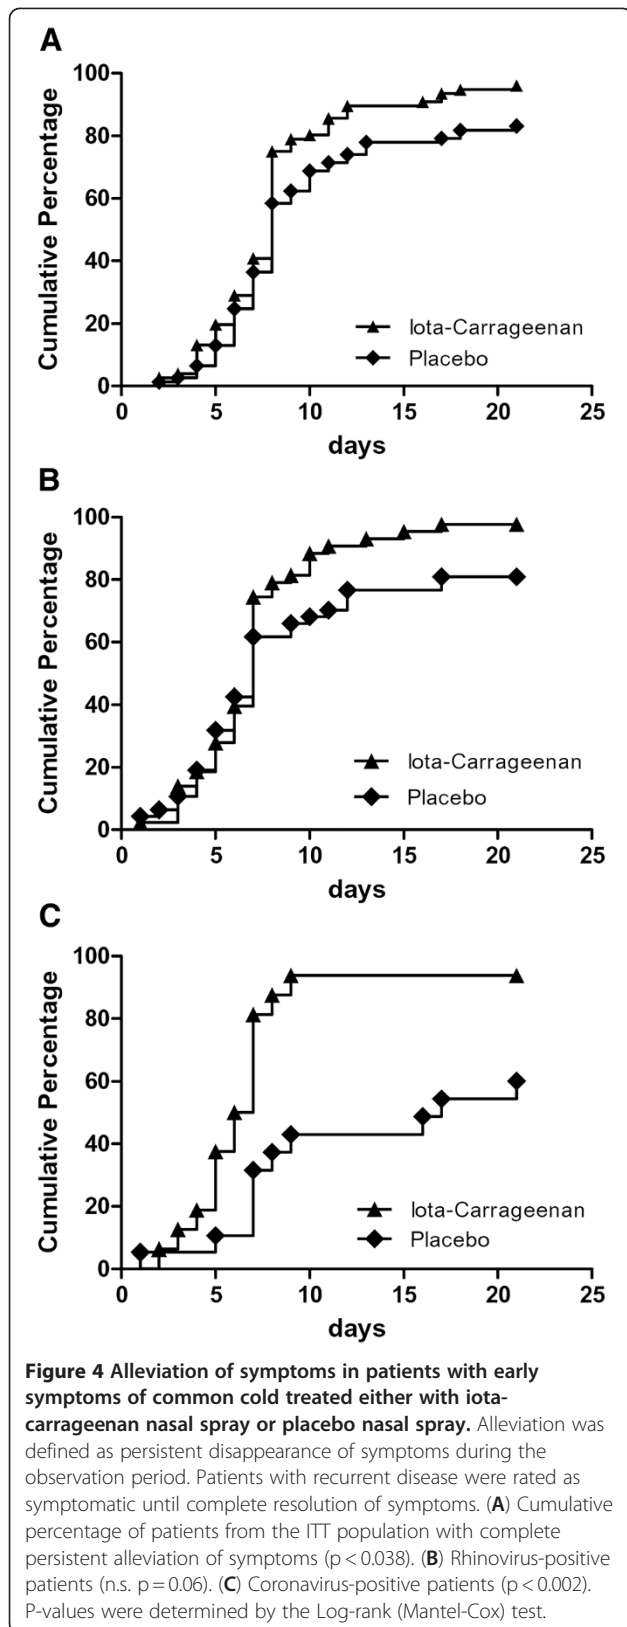 A
100
80
60
40
20
0
Cumulative Percentage
Iota-Carrageenan
Placebo
0 5 10 15 20 25
days
B
100
80
60
40
20
0
Cumulative Percentage
Iota-Carrageenan
Placebo
0 5 10 15 20 25
days
C
100
80
60
40
20
0
Cumulative Percentage
Iota-Carrageenan
Placebo
0 5 10 15 20 25
days
Figure 4 Alleviation of symptoms in patients with early
symptoms of common cold treated either with iota-
carrageenan nasal spray or placebo nasal spray. Alleviation was
defined as persistent disappearance of symptoms during the
observation period. Patients with recurrent disease were rated as
symptomatic until complete resolution of symptoms. (A) Cumulative
percentage of patients from the ITT population with complete
persistent alleviation of symptoms (p < 0.038). (B) Rhinovirus-positive
patients (n.s. p = 0.06). (C) Coronavirus-positive patients (p < 0.002).
P-values were determined by the Log-rank (Mantel-Cox) test.